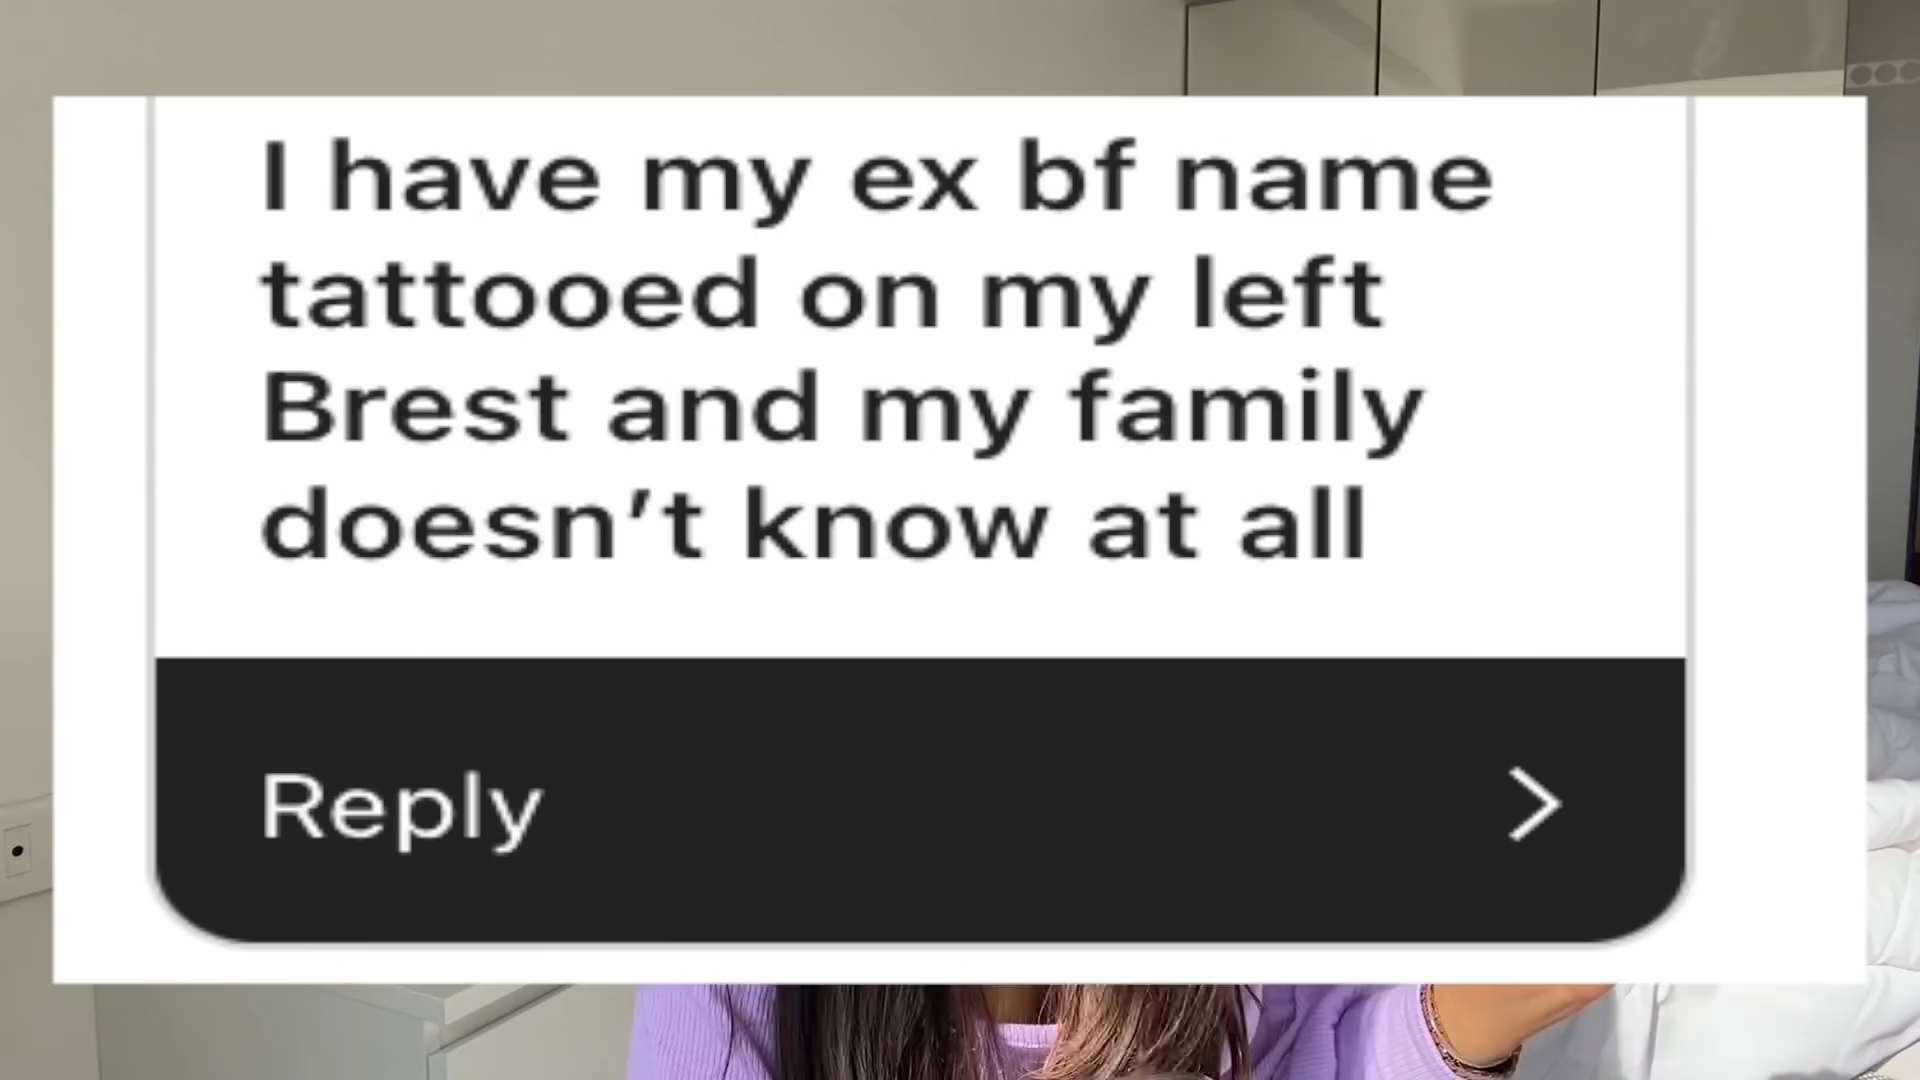 I have my ex bf name
tattooed on my left
Brest and my family
doesn't know at all
Reply